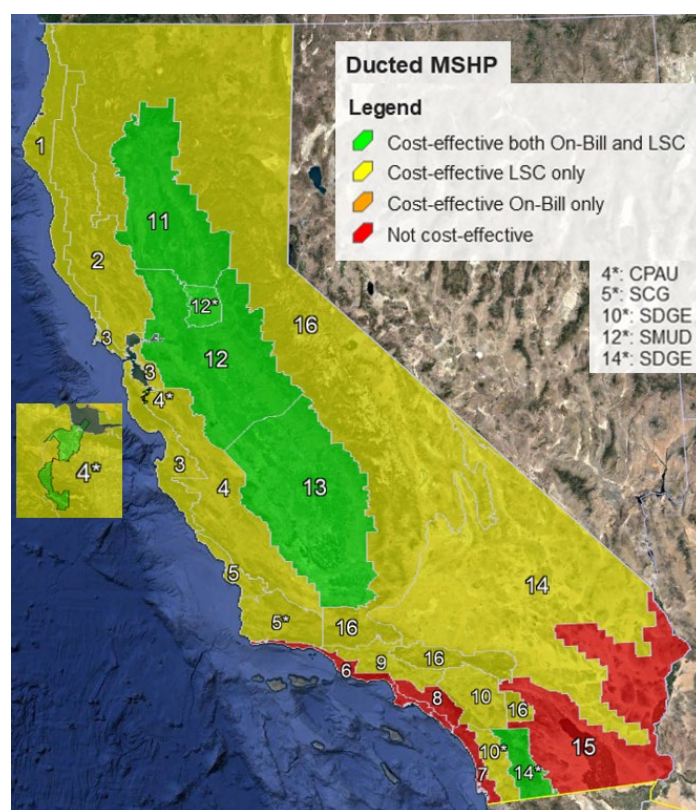 Ducted MSHP
Legend
Cost-effective both On-Bill and LSC
Cost-effective LSC only
Cost-effective On-Bill only
Not cost-effective
4*: CPAU
5*: SCG
10*: SDGE
12*: SMUD
14*: SDGE
1
11
2
12*
16
3
12
3
4*
4*
3
4
13
5
14
5*
16
16
6
9
8
10
16
10*
15
7
14*